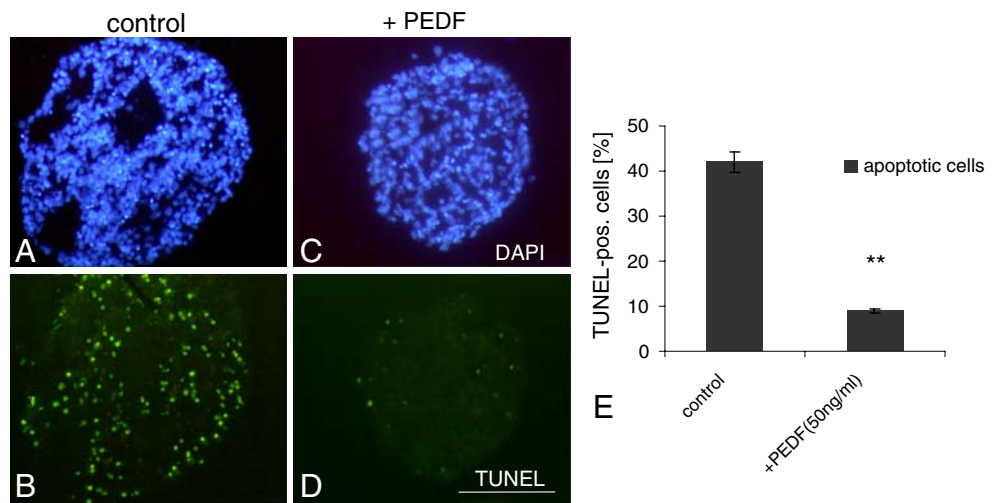 control
+ PEDF
A
C
DAPI
B
D
TUNEL
TUNEL-pos. cells [%]
50
40
30
20
10
0
apoptotic cells
**
control
+PEDF(50ng/ml)
E